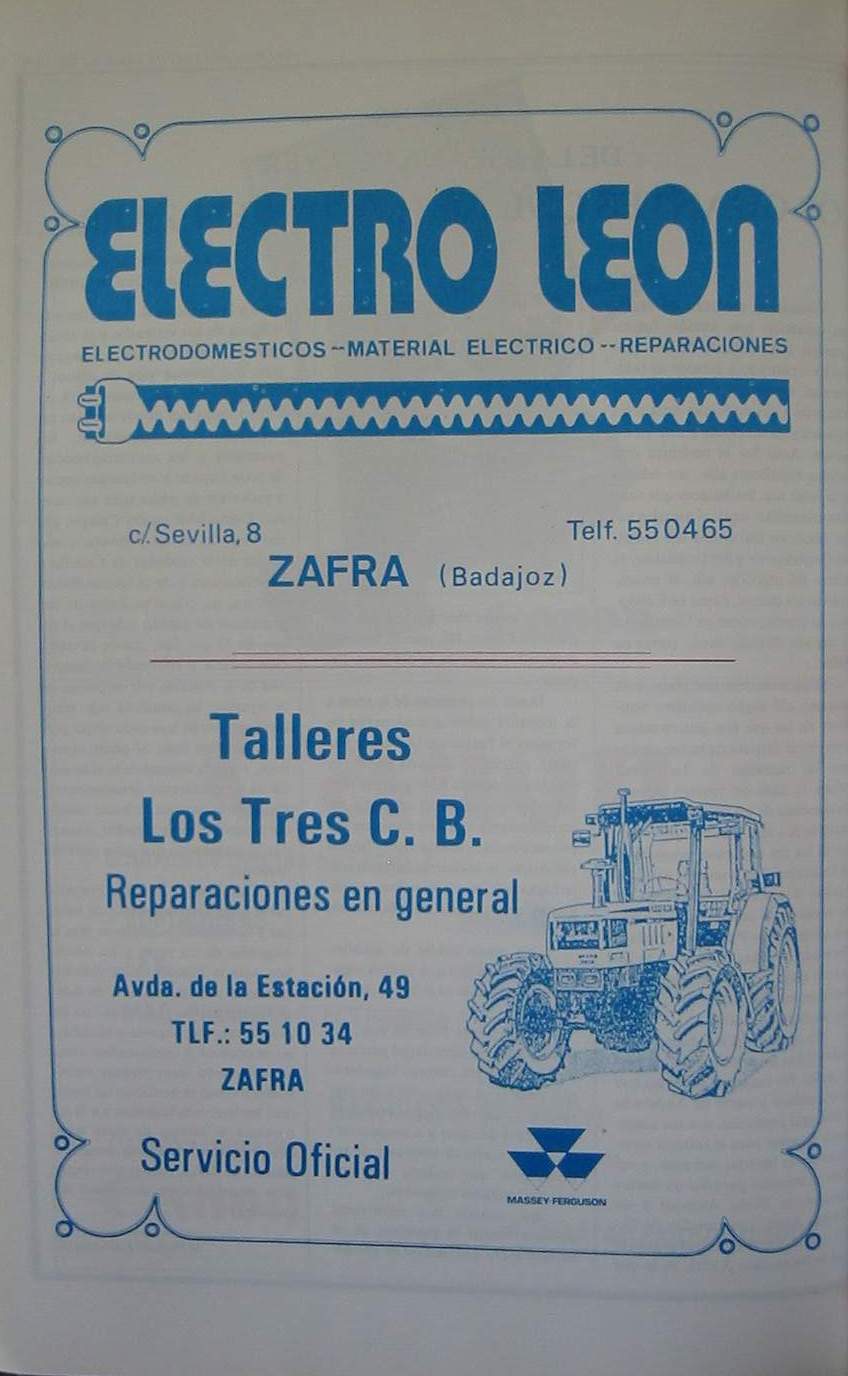 ELECTRO LEON
ELECTRODOMESTICOS--MATERIAL ELECTRICO--REPARACIONES
c/. Sevilla, 8
Telf. 550465
ZAFRA (Badajoz)
Talleres
Los Tres C. B.
Reparaciones en general
Avda. de la Estación, 49
TLF.: 55 10 34
ZAFRA
Servicio Oficial
MASSEY-FERGUSON